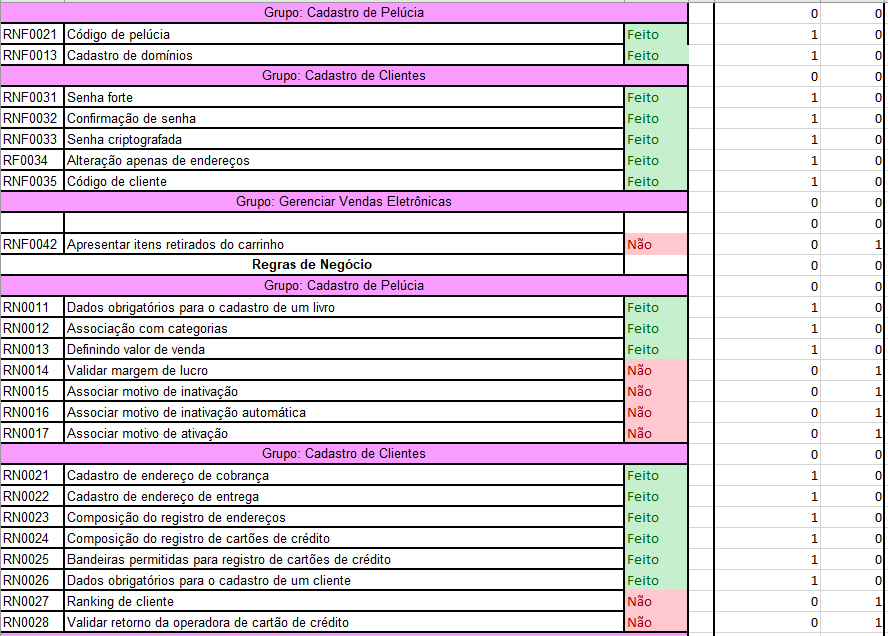 Grupo: Cadastro de Pelúcia 0 0
RNF0021 Código de pelúcia Feito 1 0
RNF0013 Cadastro de domínios Feito 1 0
Grupo: Cadastro de Clientes 0 0
RNF0031 Senha forte Feito 1 0
RNF0032 Confirmação de senha Feito 1 0
RNF0033 Senha criptografada Feito 1 0
RF0034 Alteração apenas de endereços Feito 1 0
RNF0035 Código de cliente Feito 1 0
Grupo: Gerenciar Vendas Eletrônicas 0 0
0 0
RNF0042 Apresentar itens retirados do carrinho Não 0 1
Regras de Negócio 0 0
Grupo: Cadastro de Pelúcia 0 0
RN0011 Dados obrigatórios para o cadastro de um livro Feito 1 0
RN0012 Associação com categorias Feito 1 0
RN0013 Definindo valor de venda Feito 1 0
RN0014 Validar margem de lucro Não 0 1
RN0015 Associar motivo de inativação Não 0 1
RN0016 Associar motivo de inativação automática Não 0 1
RN0017 Associar motivo de ativação Não 0 1
Grupo: Cadastro de Clientes 0 0
RN0021 Cadastro de endereço de cobrança Feito 1 0
RN0022 Cadastro de endereço de entrega Feito 1 0
RN0023 Composição do registro de endereços Feito 1 0
RN0024 Composição do registro de cartões de crédito Feito 1 0
RN0025 Bandeiras permitidas para registro de cartões de crédito Feito 1 0
RN0026 Dados obrigatórios para o cadastro de um cliente Feito 1 0
RN0027 Ranking de cliente Não 0 1
RN0028 Validar retorno da operadora de cartão de crédito Não 0 1